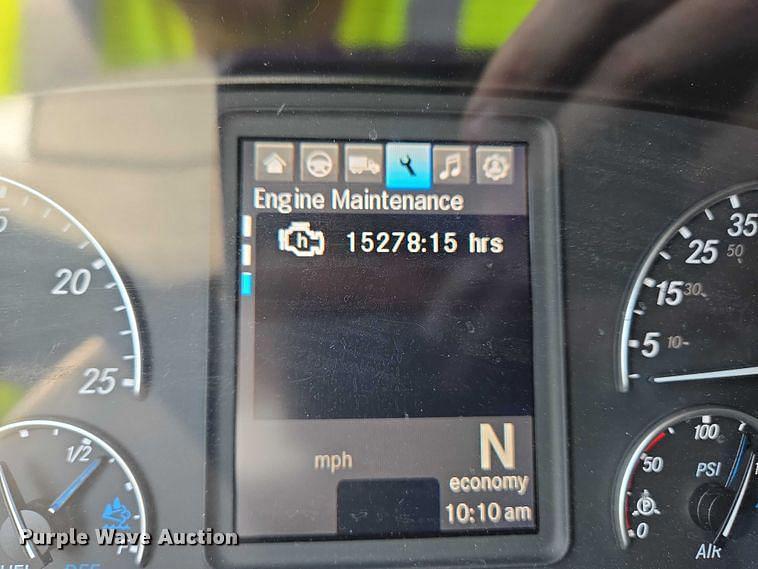 Engine Maintenance
h 15278:15 hrs
mph
N
economy
10:10 am
20
25
1/2
F
DEF
35
25 50
15 30
5 10
100
50
0
PSI
P
AIR
Purple Wave Auction